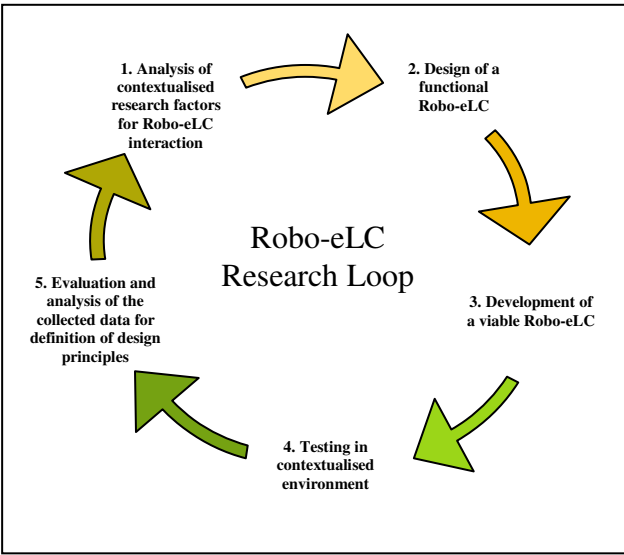 1. Analysis of
contextualised
research factors
for Robo-eLC
interaction
2. Design of a
functional
Robo-eLC
Robo-eLC
Research Loop
3. Development of
a viable Robo-eLC
4. Testing in
contextualised
environment
5. Evaluation and
analysis of the
collected data for
definition of design
principles